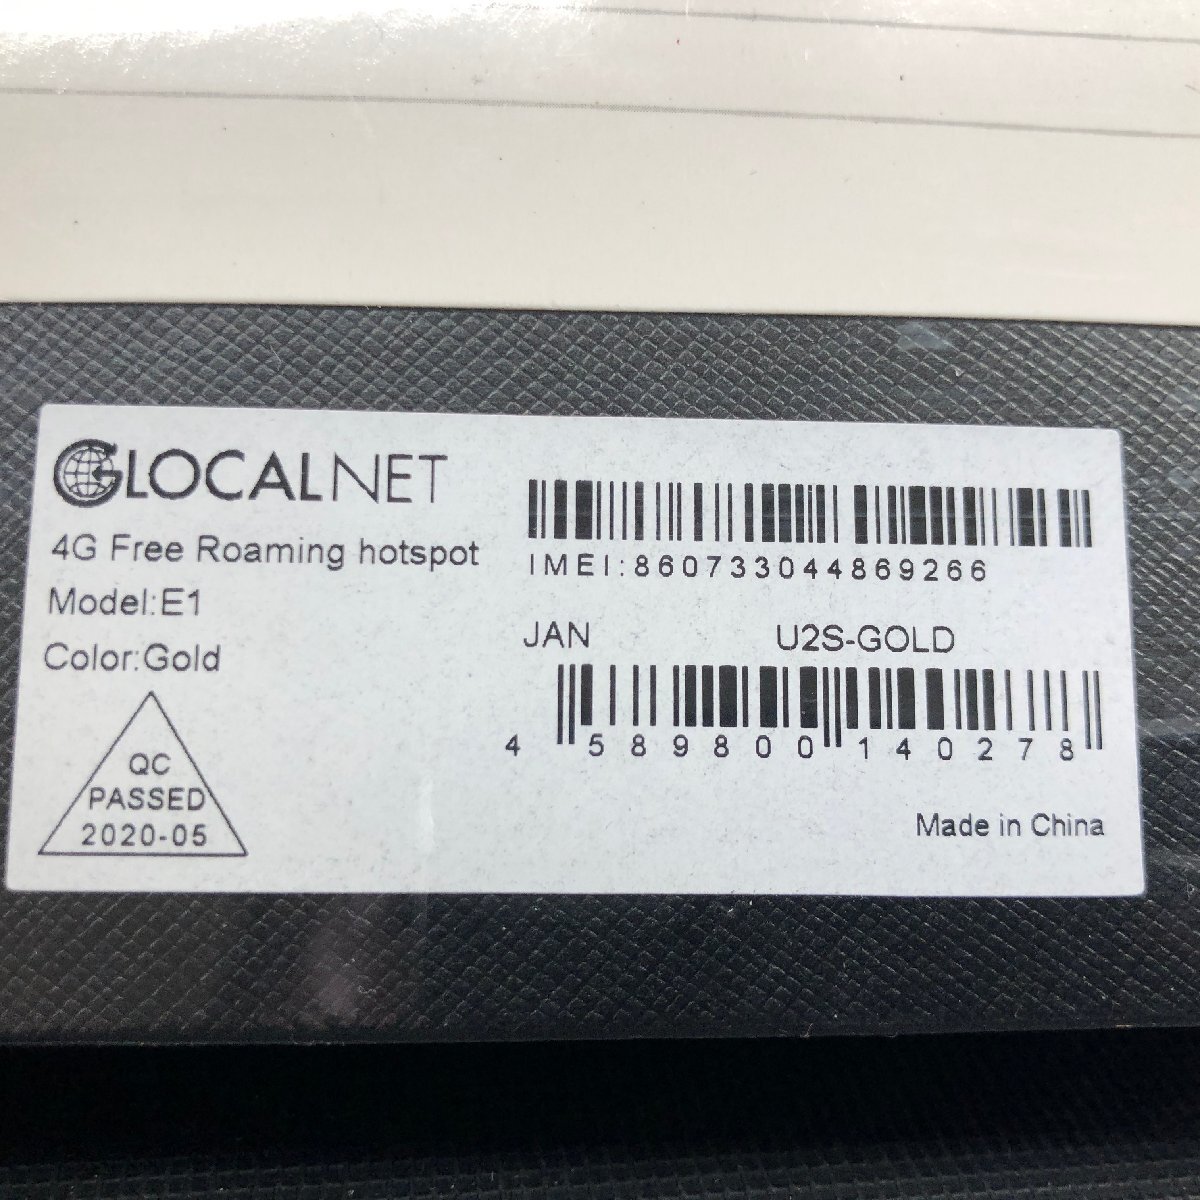 GLOCALNET
4G Free Roaming hotspot
Model:E1
Color:Gold
QC
PASSED
2020-05
IMEI:860733044869266
JAN U2S-GOLD
4 589800 140278
Made in China